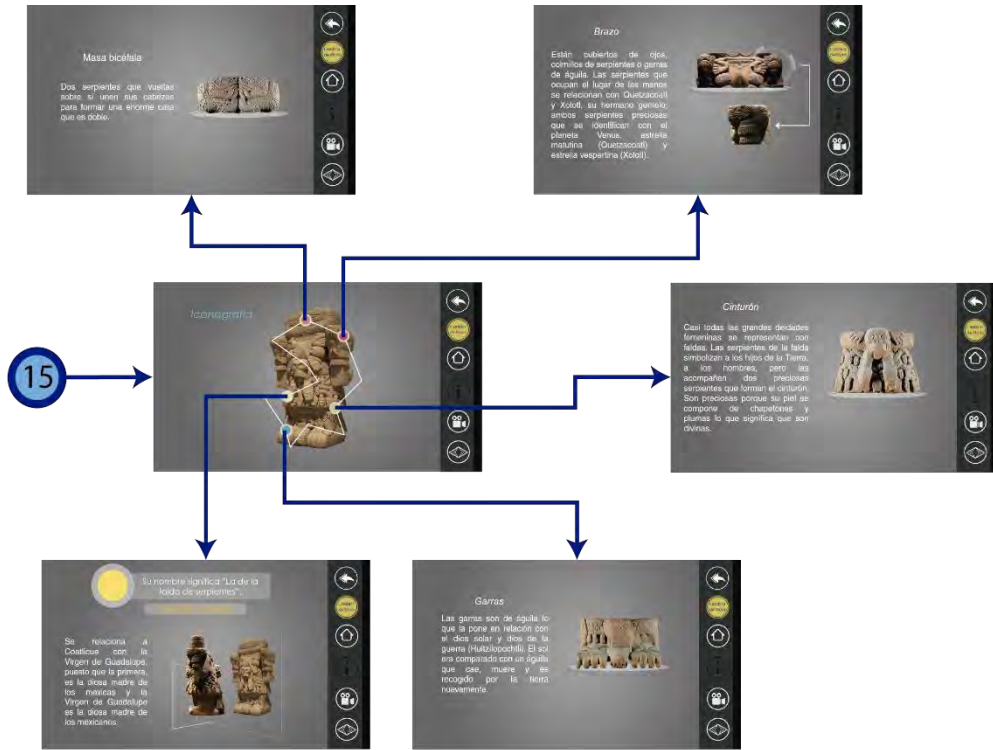 Masa bicéfala
Dos serpientes que vueltas
sobre sí unen sus cabezas
para formar una enorme cara
que es doble.
Brazo
Están cubiertos de ojos,
colmillos de serpientes o garras
de águila. Las serpientes que
ocupan el lugar de las manos
se relacionan con Quetzacoatl
y Xolotl, su hermano gemelo,
ambos serpientes preciosas
que se identifican con el
planeta Venus, estrella
matutina (Quetzacoatl) y
estrella vespertina (Xolotl).
Iconografía
15
Cinturón
Casi todas las grandes deidades
femeninas se representan con
faldas. Las serpientes de la falda
simbolizan a los hijos de la Tierra,
a los hombres, pero las
acompañan dos preciosas
serpientes que forman el cinturón.
Son preciosas porque su piel se
compone de chapetones y
plumas lo que significa que son
divinas.
Su nombre significa "La de la
falda de serpientes".
Se relaciona a
Coatlicue con la
Virgen de Guadalupe,
puesto que la primera,
es la diosa madre de
los mexicas y la
Virgen de Guadalupe
es la diosa madre de
los mexicanos.
Garras
Las garras son de águila lo
que la pone en relación con
el dios solar y dios de la
guerra (Huitzilopochtli). El sol
era comparado con un águila
que cae, muere y es
recogido por la tierra
nuevamente.